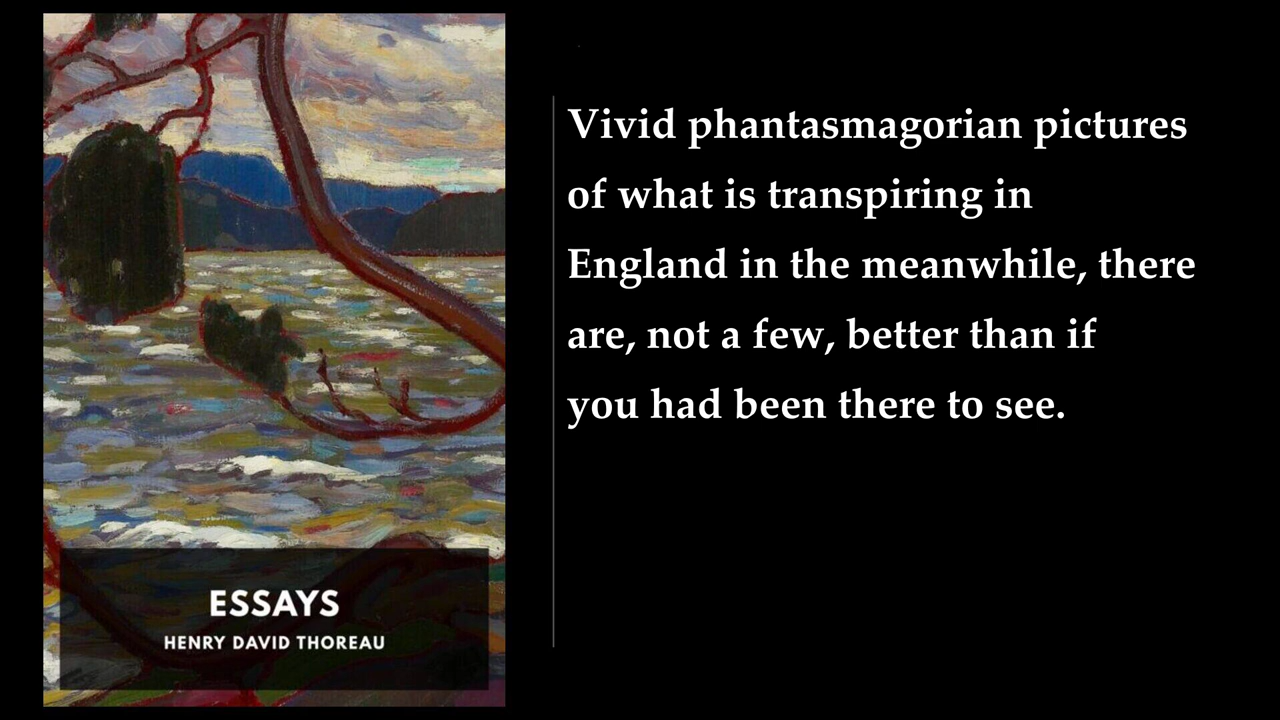 ESSAYS
HENRY DAVID THOREAU
Vivid phantasmagorian pictures
of what is transpiring in
England in the meanwhile, there
are, not a few, better than if
you had been there to see.